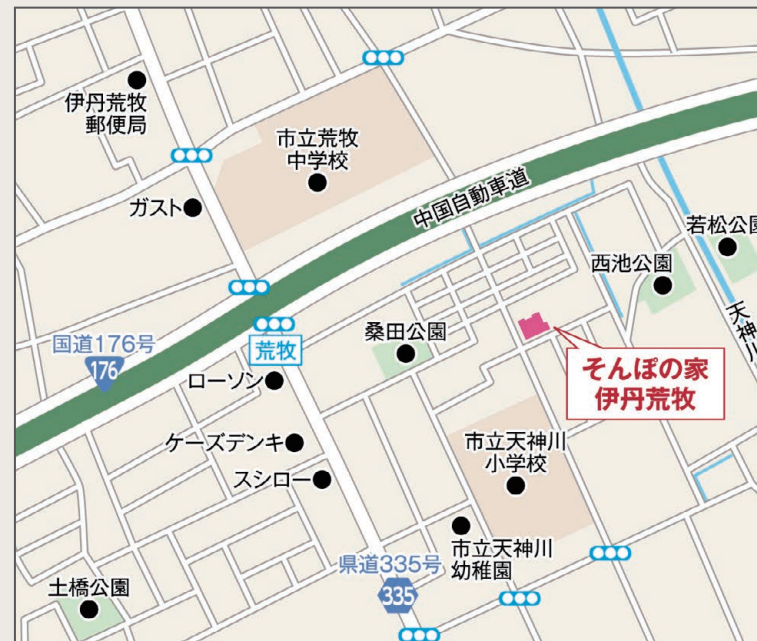 伊丹荒牧
郵便局
市立荒牧
中学校
ガスト
中国自動車道
若松公園
西池公園
天神川
国道176号
176
荒牧
桑田公園
そんぽの家
伊丹荒牧
ローソン
ケーズデンキ
スシロー
市立天神川
小学校
市立天神川
幼稚園
県道335号
335
土橋公園